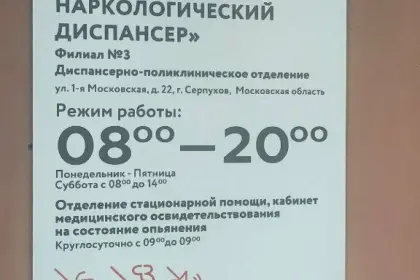 НАРКОЛОГИЧЕСКИЙ
ДИСПАНСЕР»
Филиал №3
Диспансерно-поликлиническое отделение
ул. 1-я Московская, д. 22, г. Серпухов, Московская область
Режим работы:
08⁰⁰—20⁰⁰
Понедельник - Пятница
Суббота с 08⁰⁰ до 14⁰⁰
Отделение стационарной помощи, кабинет
медицинского освидетельствования
на состояние опьянения
Круглосуточно с 09⁰⁰ до 09⁰⁰